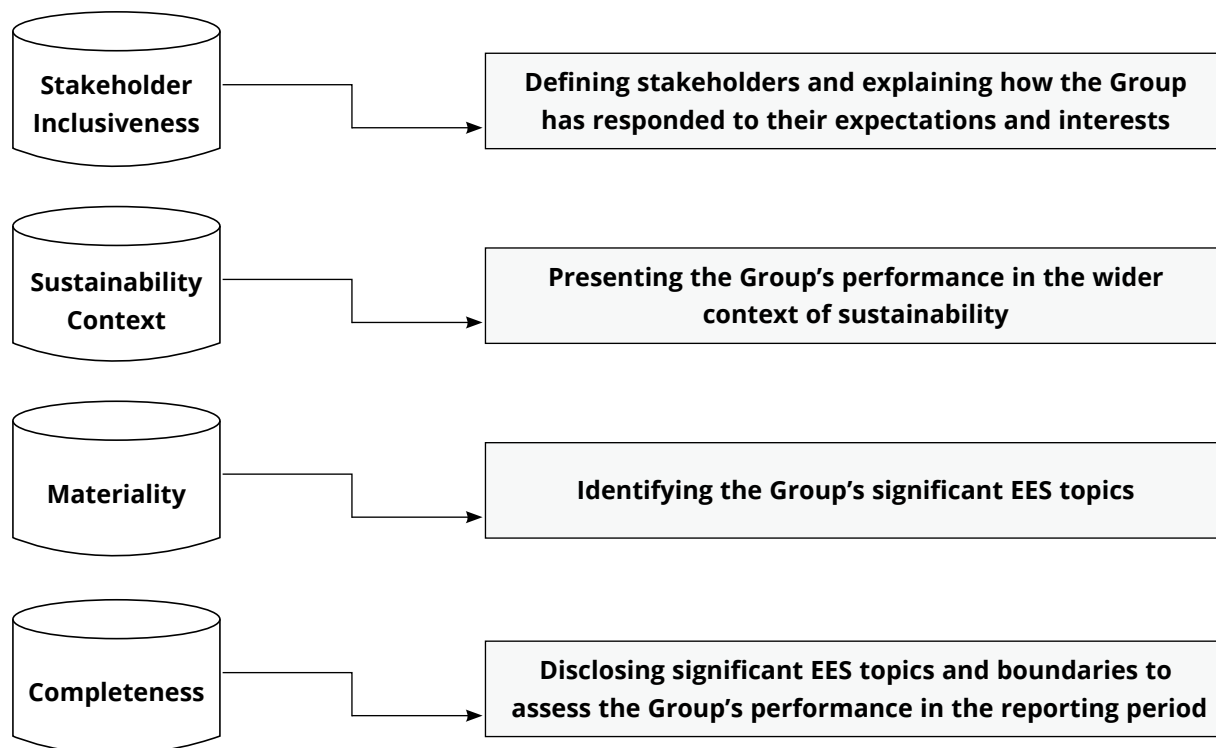 Stakeholder
Inclusiveness
Defining stakeholders and explaining how the Group
has responded to their expectations and interests
Sustainability
Context
Presenting the Group’s performance in the wider
context of sustainability
Materiality
Identifying the Group’s significant EES topics
Completeness
Disclosing significant EES topics and boundaries to
assess the Group’s performance in the reporting period